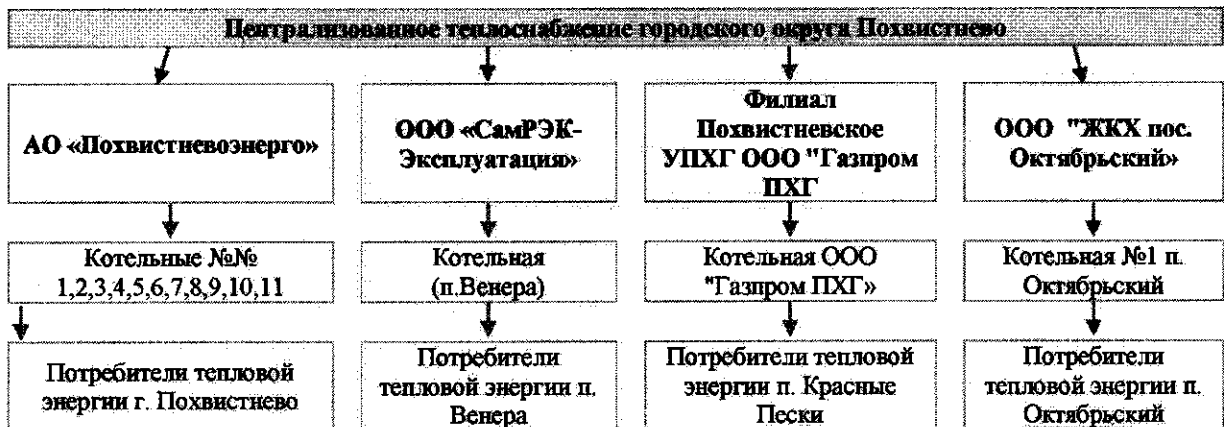 Централизованное теплоснабжение городского округа Похвистнево
АО «Похвистневоэнерго»
ООО «СамРЭК-
Эксплуатация»
Филиал
Похвистневское
УПХГ ООО "Газпром
ПХГ
ООО "ЖКХ пос.
Октябрьский»
Котельные №№
1,2,3,4,5,6,7,8,9,10,11
Котельная
(п.Венера)
Котельная ООО
"Газпром ПХГ»
Котельная №1 п.
Октябрьский
Потребители тепловой
энергии г. Похвистнево
Потребители
тепловой энергии п.
Венера
Потребители тепловой
энергии п. Красные
Пески
Потребители
тепловой энергии п.
Октябрьский